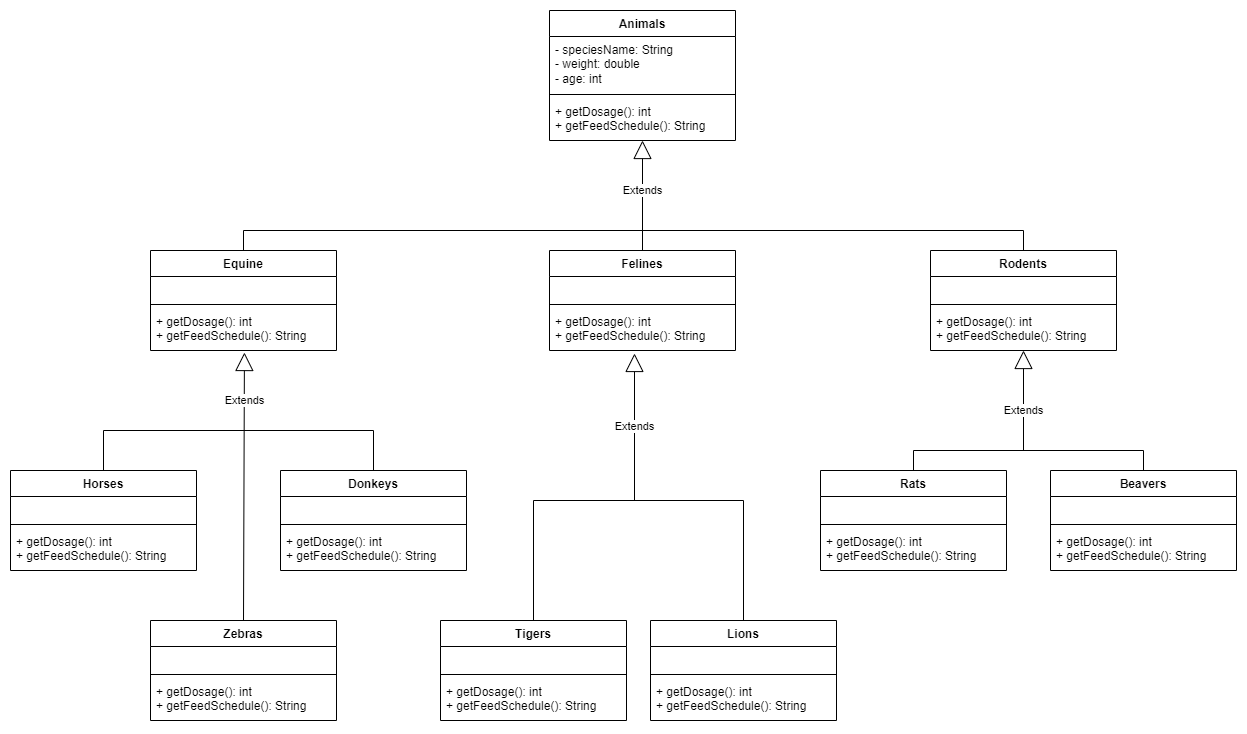 Animals
- speciesName: String
- weight: double
- age: int
+ getDosage(): int
+ getFeedSchedule(): String
Extends
Equine
+ getDosage(): int
+ getFeedSchedule(): String
Felines
+ getDosage(): int
+ getFeedSchedule(): String
Rodents
+ getDosage(): int
+ getFeedSchedule(): String
Extends
Extends
Extends
Horses
+ getDosage(): int
+ getFeedSchedule(): String
Donkeys
+ getDosage(): int
+ getFeedSchedule(): String
Rats
+ getDosage(): int
+ getFeedSchedule(): String
Beavers
+ getDosage(): int
+ getFeedSchedule(): String
Zebras
+ getDosage(): int
+ getFeedSchedule(): String
Tigers
+ getDosage(): int
+ getFeedSchedule(): String
Lions
+ getDosage(): int
+ getFeedSchedule(): String